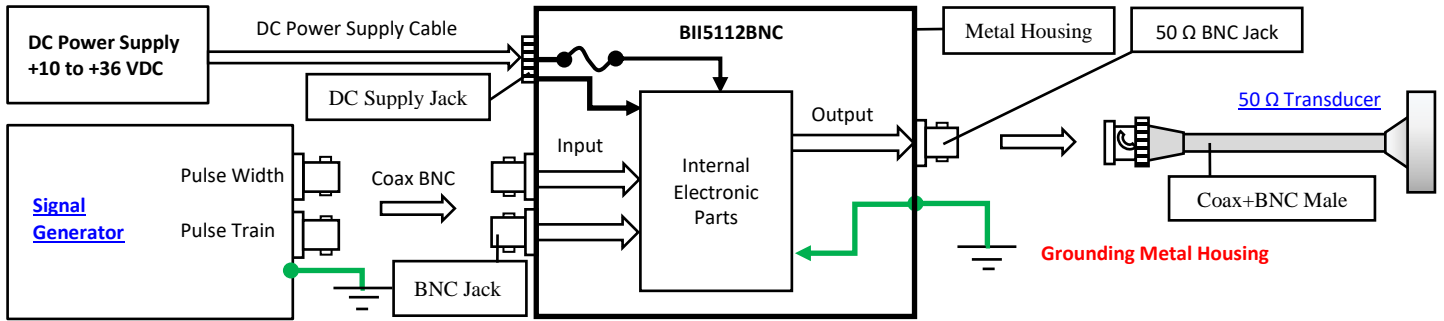 DC Power Supply
+10 to +36 VDC
DC Power Supply Cable
DC Supply Jack
BII5112BNC
Metal Housing
50 Ω BNC Jack
50 Ω Transducer
Coax+BNC Male
Signal
Generator
Pulse Width
Pulse Train
Coax BNC
BNC Jack
Input
Internal
Electronic
Parts
Output
Grounding Metal Housing